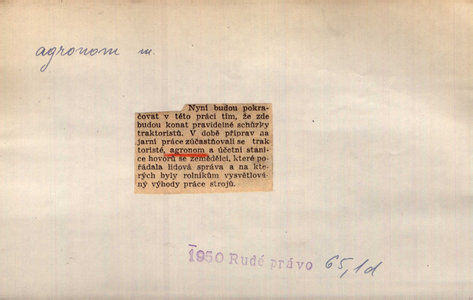 agronom m.
Nyní budou pokra-
čovat v této práci tím, že zde
budou konat pravidelné schůzky
traktoristů. V době příprav na
jarní práce zúčastňovali se trak
toristé, agronom a účetní stani
ce hovorů se zemědělci, které po
řádala lidová správa a na kte
rých byly rolníkům vysvětlová
ny výhody práce strojů.
1950 Rudé právo 65,1d